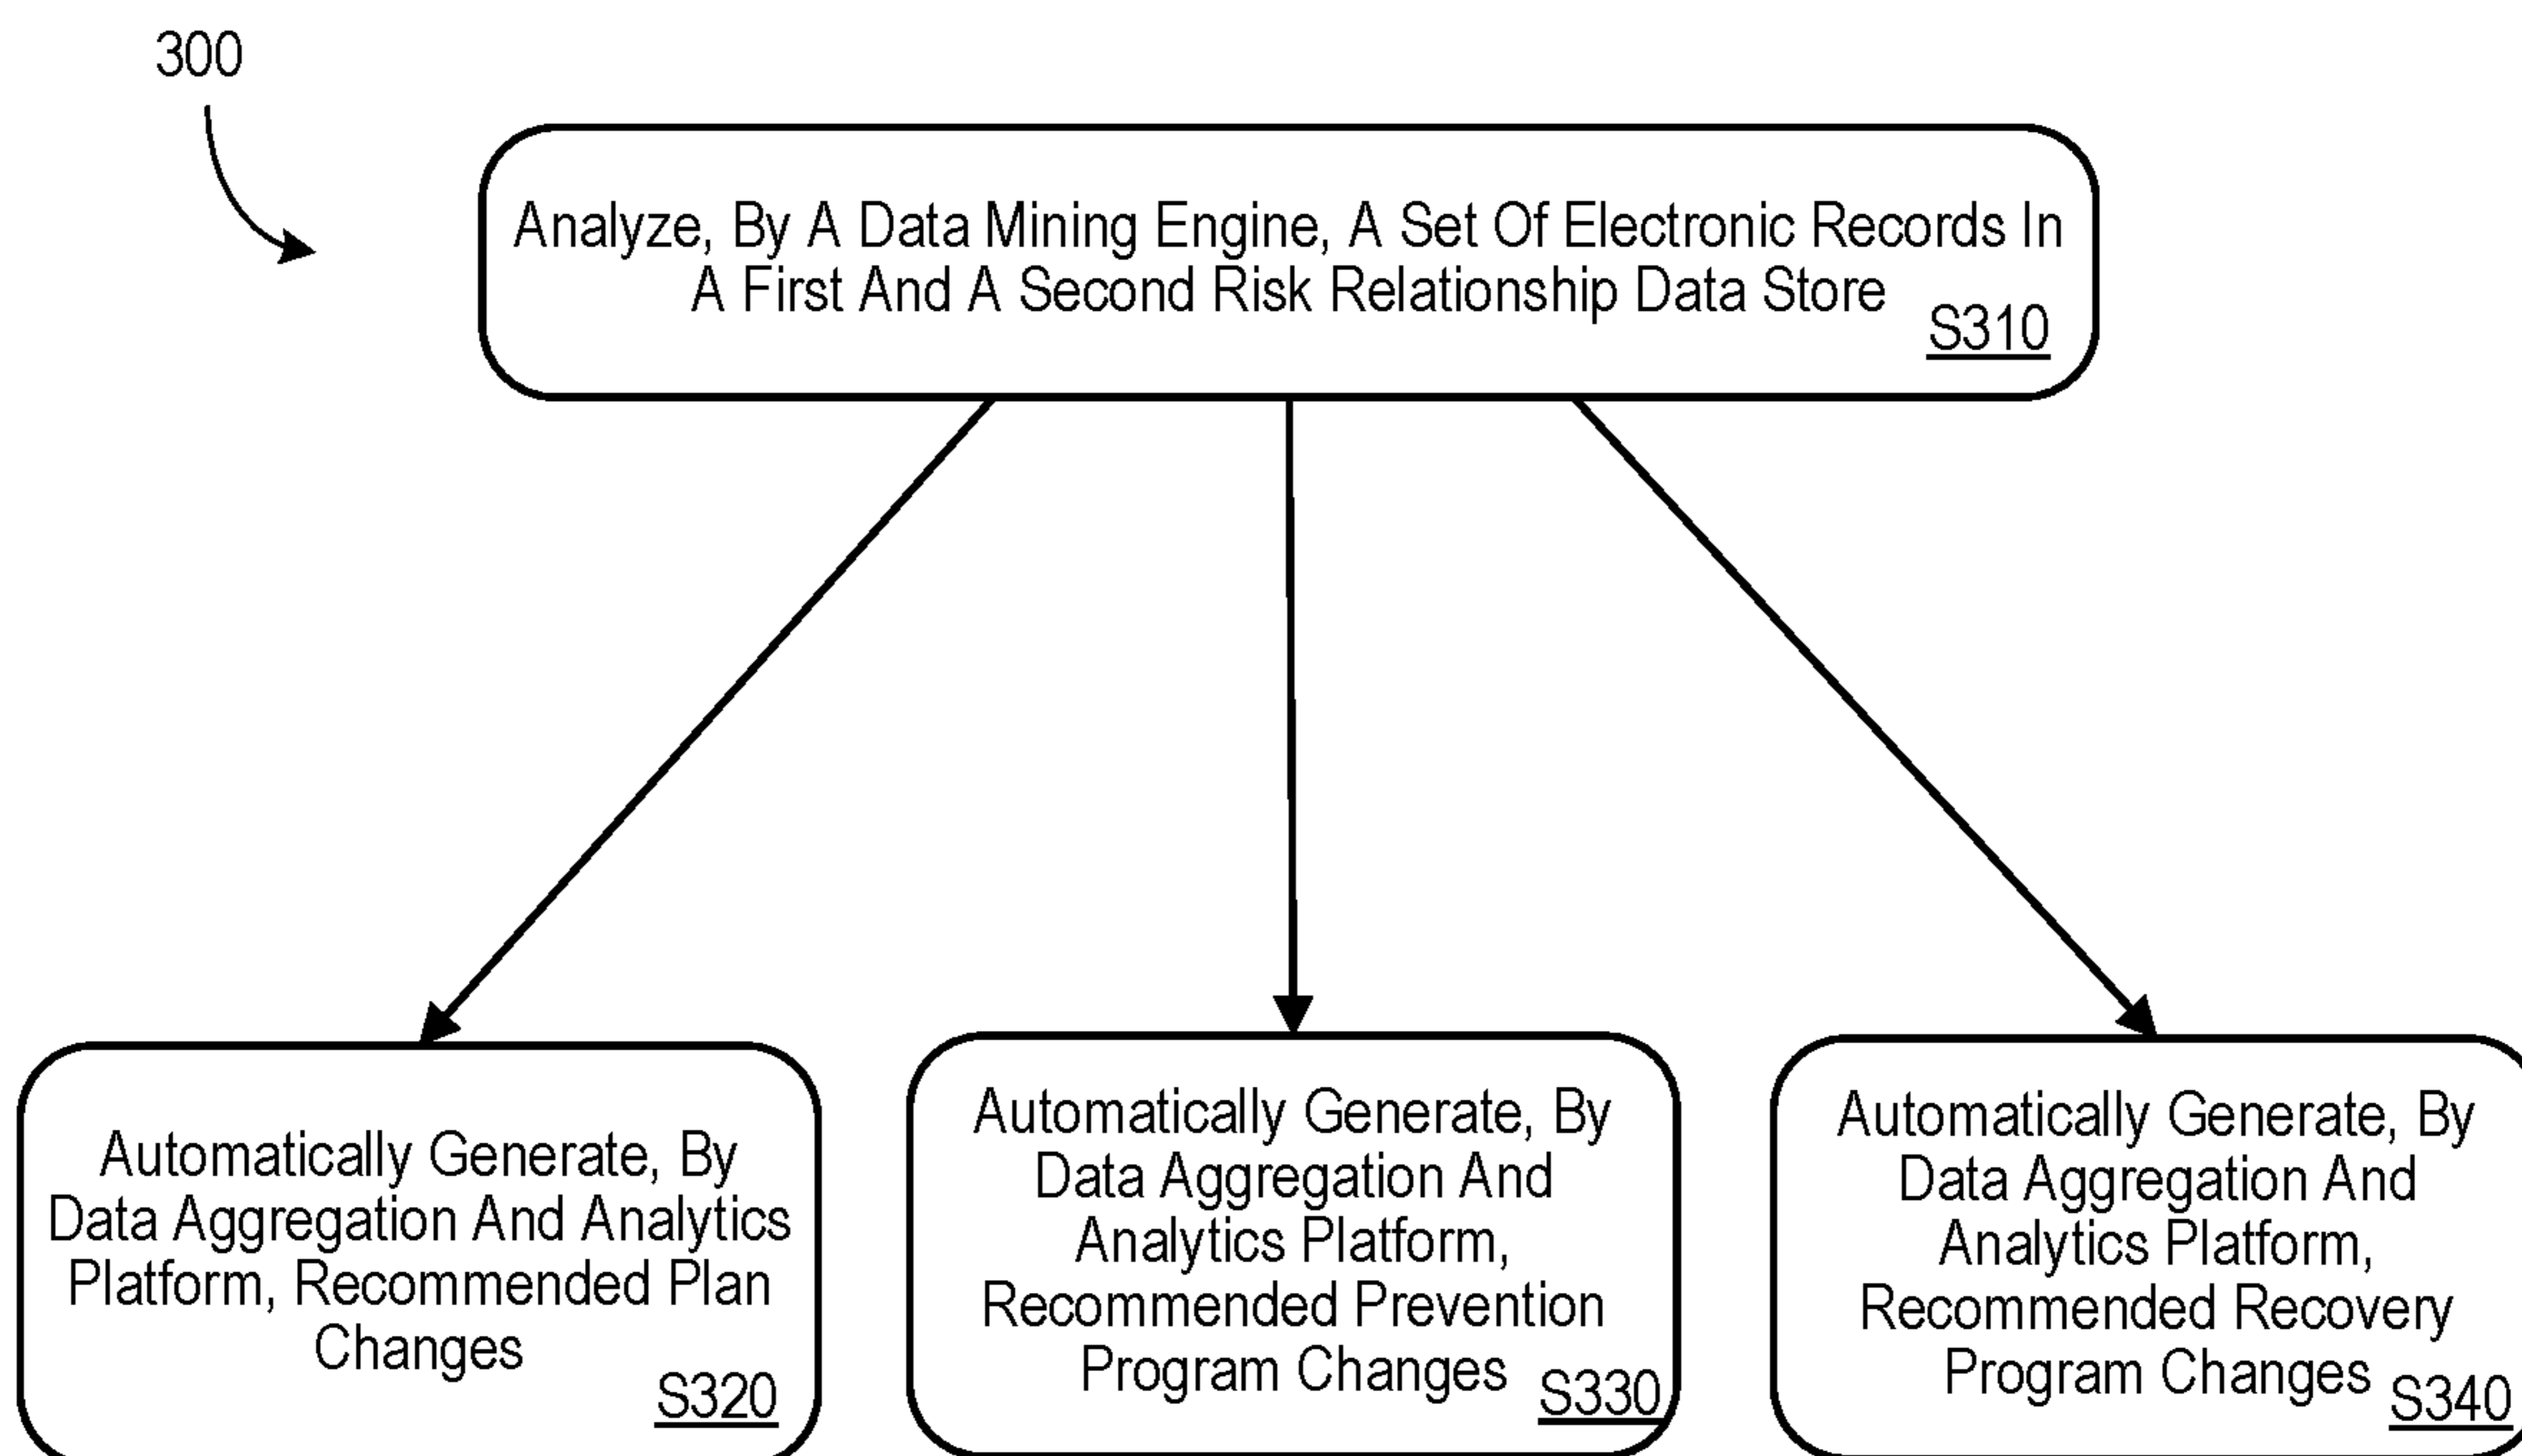 300
Analyze, By A Data Mining Engine, A Set Of Electronic Records In
A First And A Second Risk Relationship Data Store
S310
Automatically Generate, By
Data Aggregation And Analytics
Platform, Recommended Plan
Changes
S320
Automatically Generate, By
Data Aggregation And
Analytics Platform,
Recommended Prevention
Program Changes
S330
Automatically Generate, By
Data Aggregation And
Analytics Platform,
Recommended Recovery
Program Changes
S340